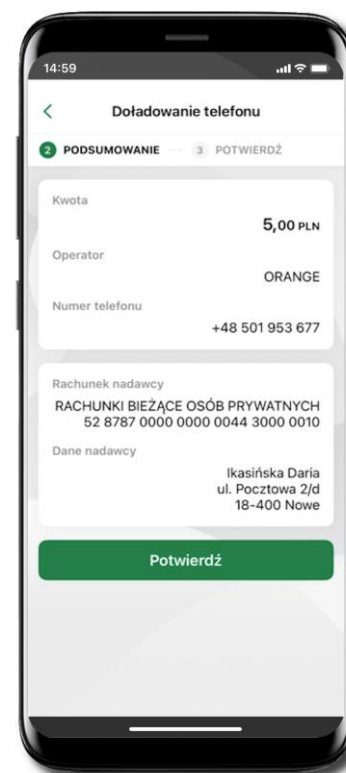 14:59
Doładowanie telefonu
2 PODSUMOWANIE 3 POTWIERDŹ
Kwota
5,00 PLN
Operator
ORANGE
Numer telefonu
+48 501 953 677
Rachunek nadawcy
RACHUNKI BIEŻĄCE OSÓB PRYWATNYCH
52 8787 0000 0000 0044 3000 0010
Dane nadawcy
Ikasińska Daria
ul. Pocztowa 2/d
18-400 Nowe
Potwierdź